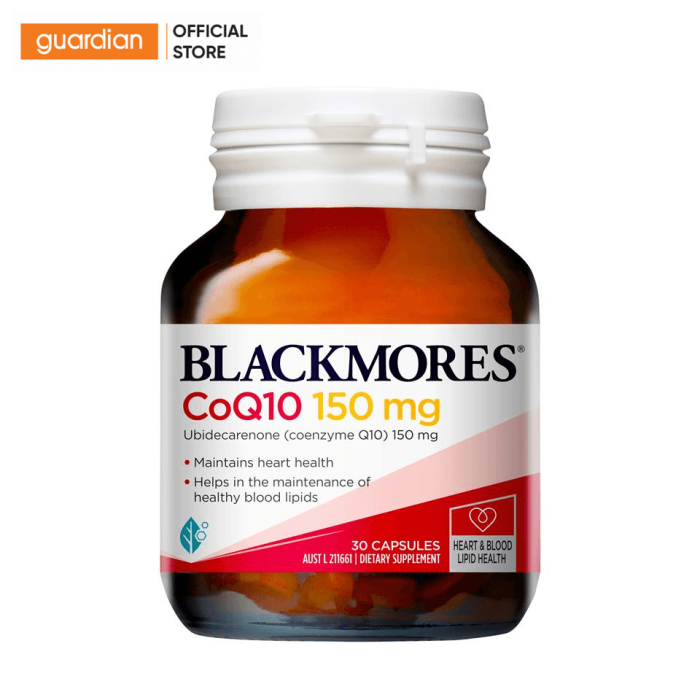 guardian
OFFICIAL
STORE
BLACKMORES®
CoQ10 150 mg
Ubidecarenone (coenzyme Q10) 150 mg
• Maintains heart health
• Helps in the maintenance of
healthy blood lipids
30 CAPSULES
AUST L 211661 | DIETARY SUPPLEMENT
HEART & BLOOD
LIPID HEALTH